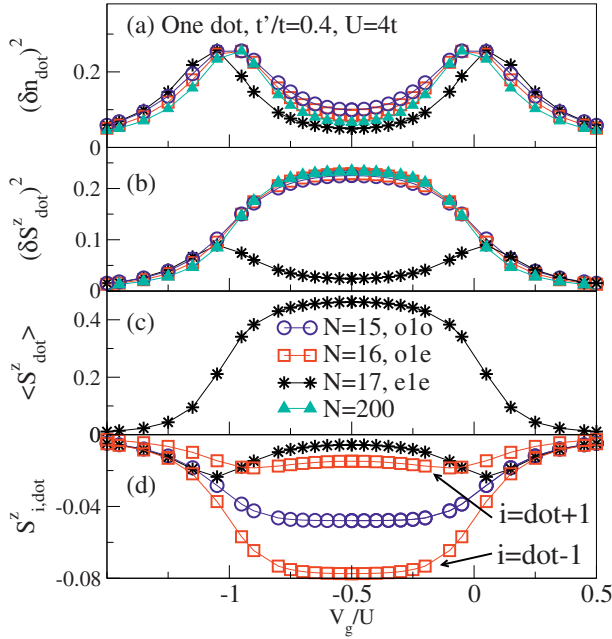 (a) One dot, t'/t=0.4, U=4t
(δn_dot)²
0.2
0
(b)
(δS^z_dot)²
0.2
0.1
0
(c)
<S^z_dot>
0.4
0.2
0
N=15, o1o
N=16, o1e
N=17, e1e
N=200
(d)
S^z_i,dot
-0.04
-0.08
i=dot+1
i=dot-1
-1
-0.5
0
0.5
V_g/U